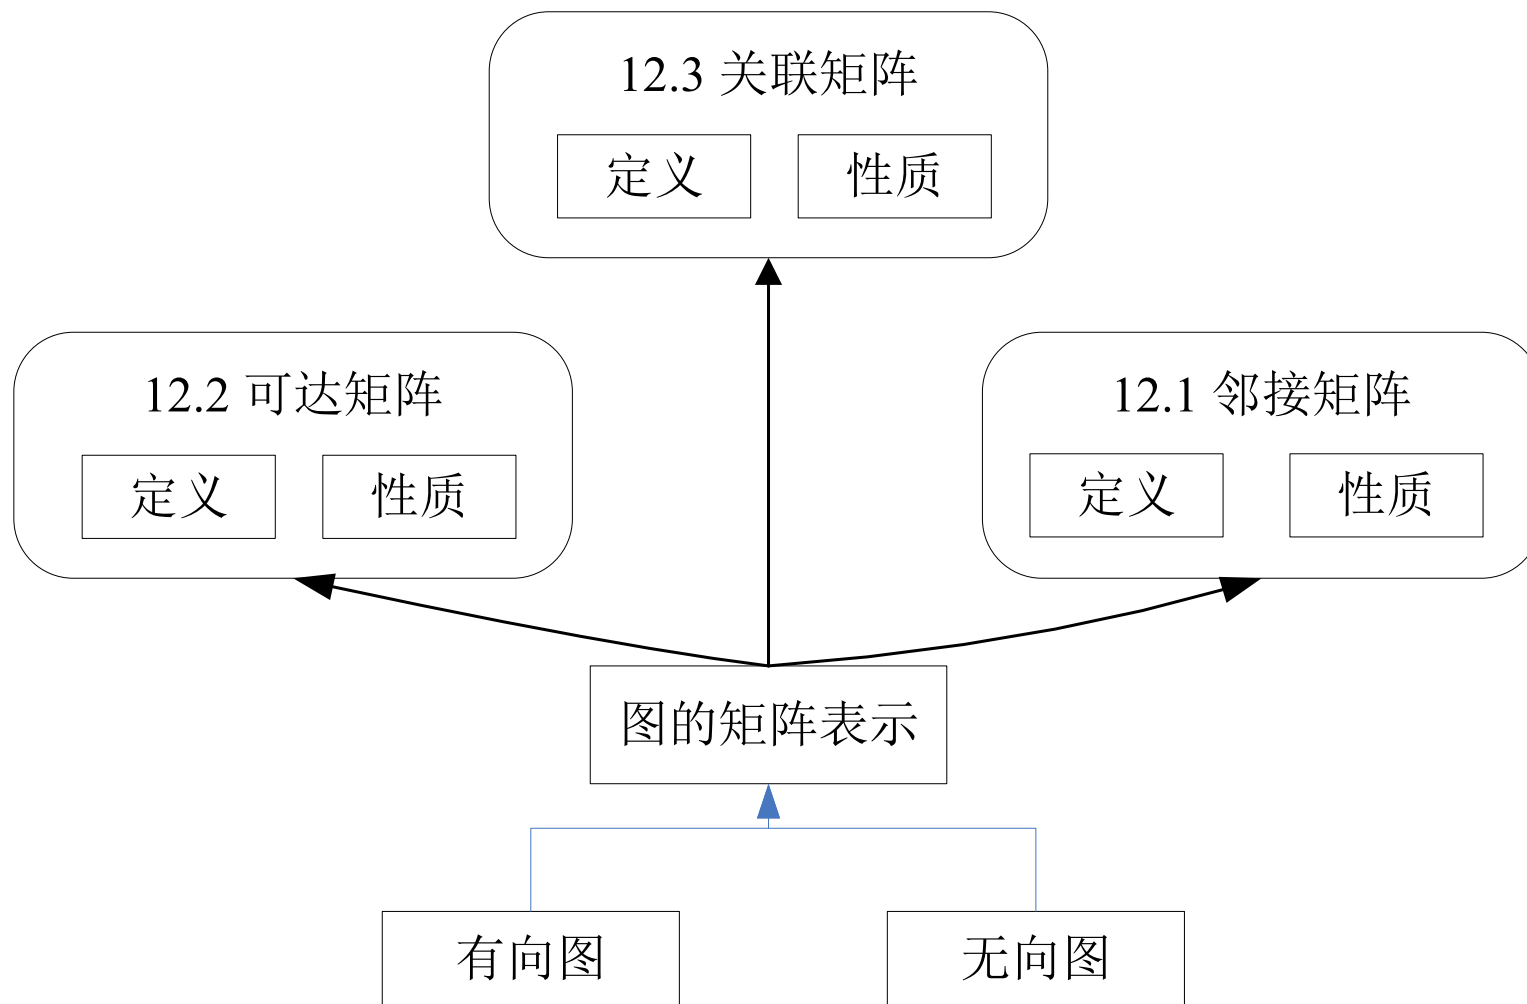 12.3 关联矩阵
定义 性质
12.2 可达矩阵
定义 性质
12.1 邻接矩阵
定义 性质
图的矩阵表示
有向图 无向图